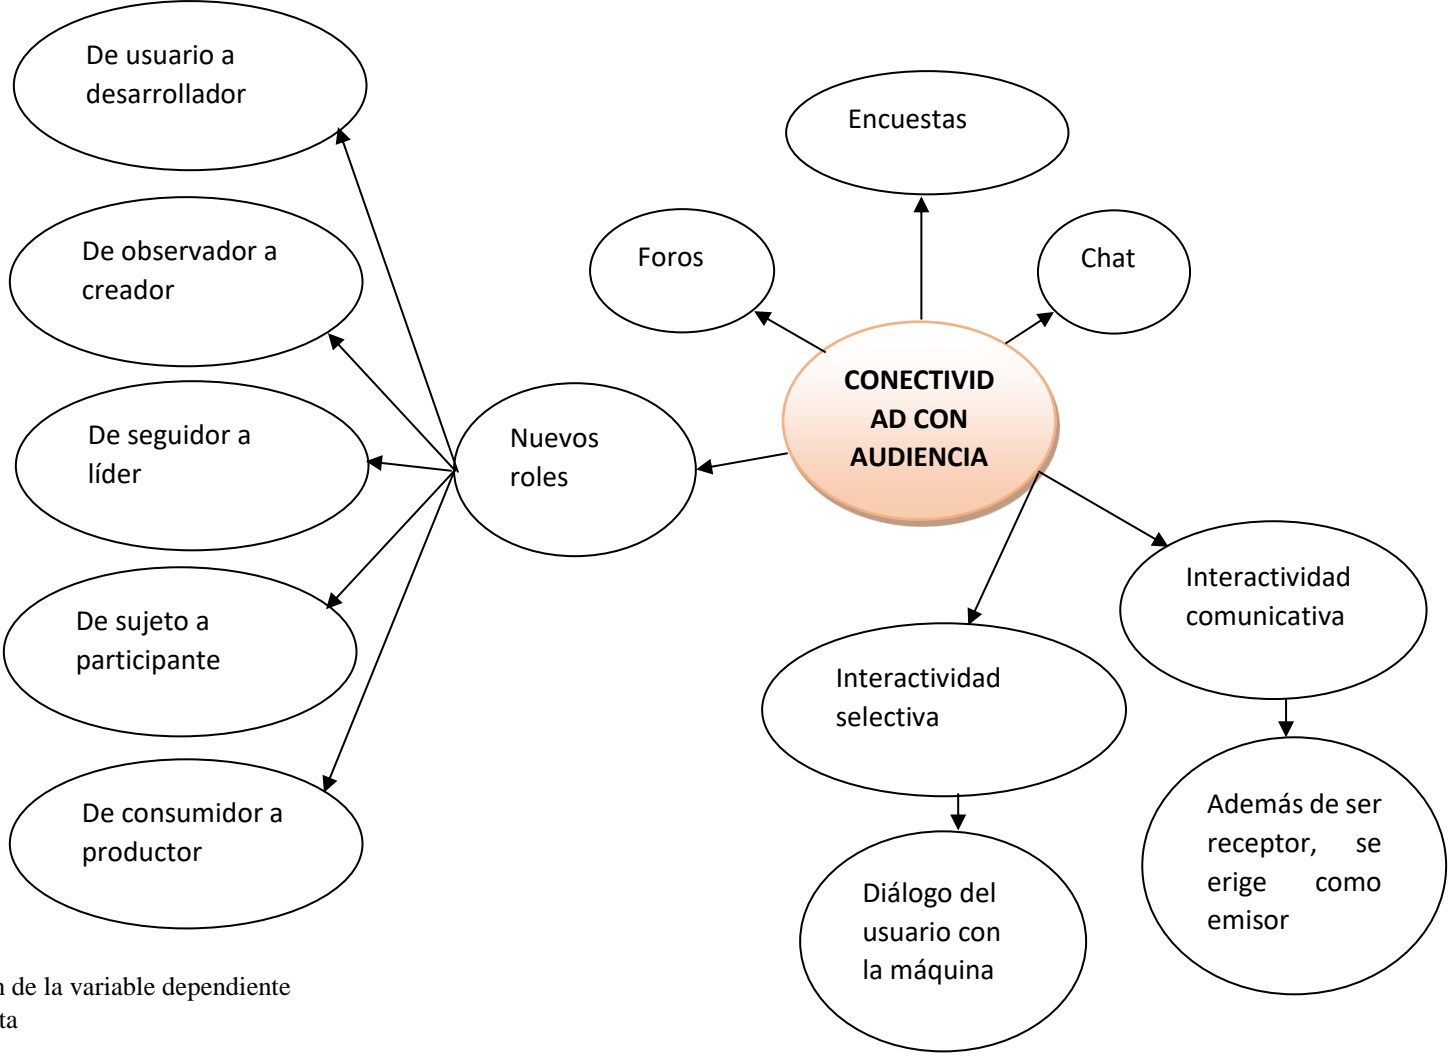 De usuario a
desarrollador
Encuestas
De observador a
creador
Foros
Chat
CONECTIVID
AD CON
AUDIENCIA
De seguidor a
líder
Nuevos
roles
Interactividad
comunicativa
De sujeto a
participante
Interactividad
selectiva
De consumidor a
productor
Además de ser
receptor, se
erige como
emisor
Diálogo del
usuario con
la máquina
de la variable dependiente